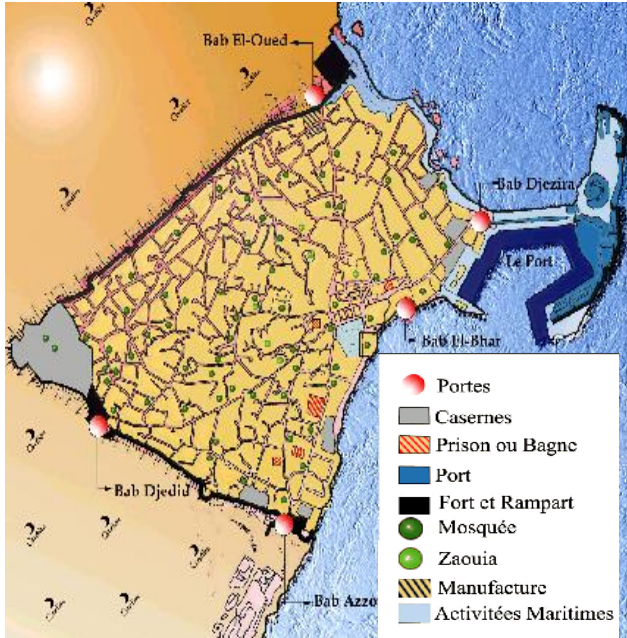 Bab El-Oued
Bab Djezira
Le Port
Bab El-Bhar
Bab Djedid
Bab Azzo
Portes
Casernes
Prison ou Bagne
Port
Fort et Rampart
Mosquée
Zaouia
Manufacture
Activitées Maritimes